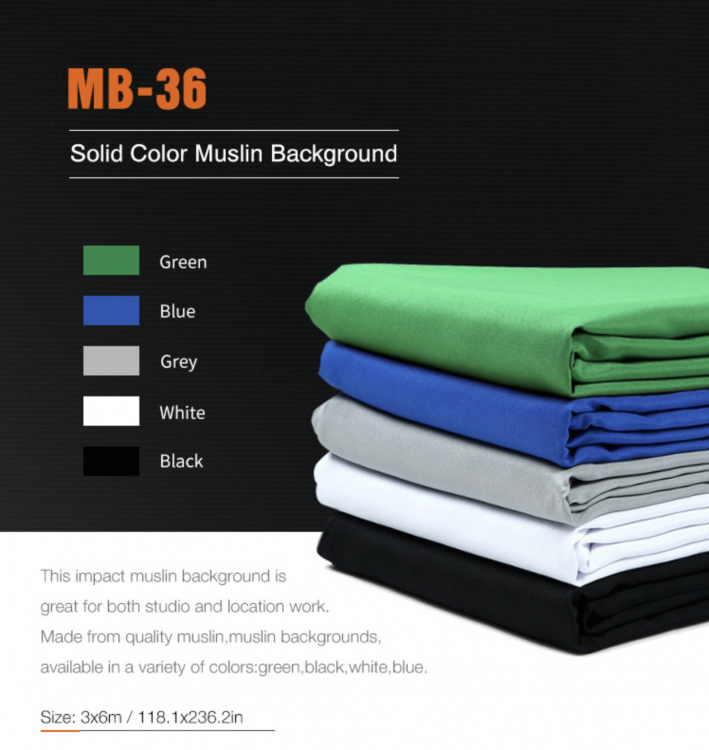 MB-36
Solid Color Muslin Background
Green
Blue
Grey
White
Black
This impact muslin background is
great for both studio and location work.
Made from quality muslin,muslin backgrounds,
available in a variety of colors:green,black,white,blue.
Size: 3x6m / 118.1x236.2in